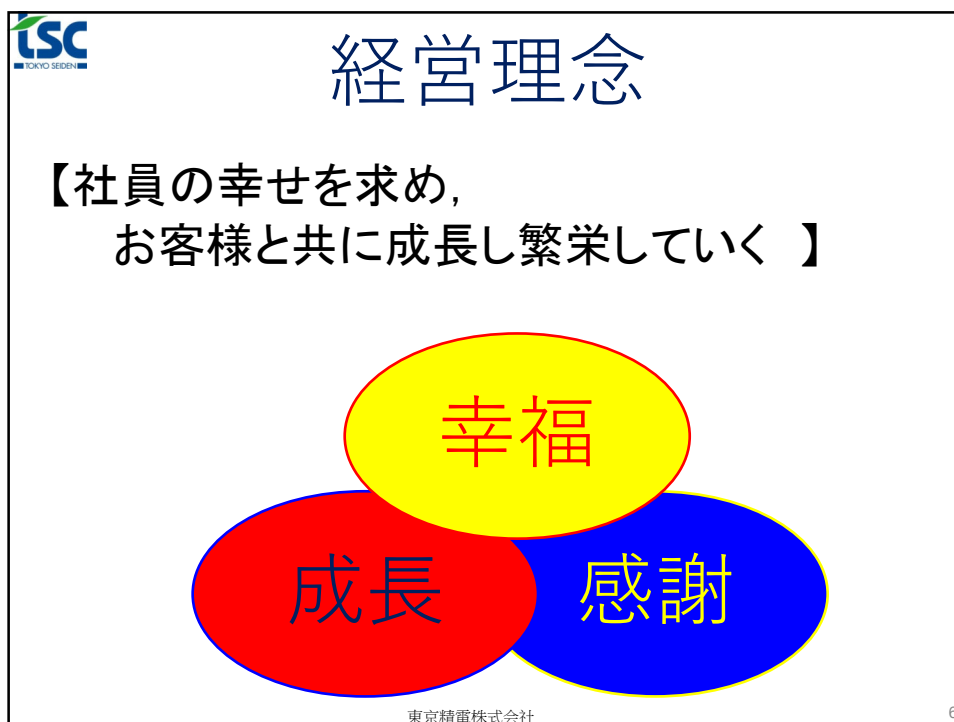 tsc
TOKYO SEIDEN
経営理念
【社員の幸せを求め,
お客様と共に成長し繁栄していく 】
幸福
成長
感謝
東京精電株式会社
6